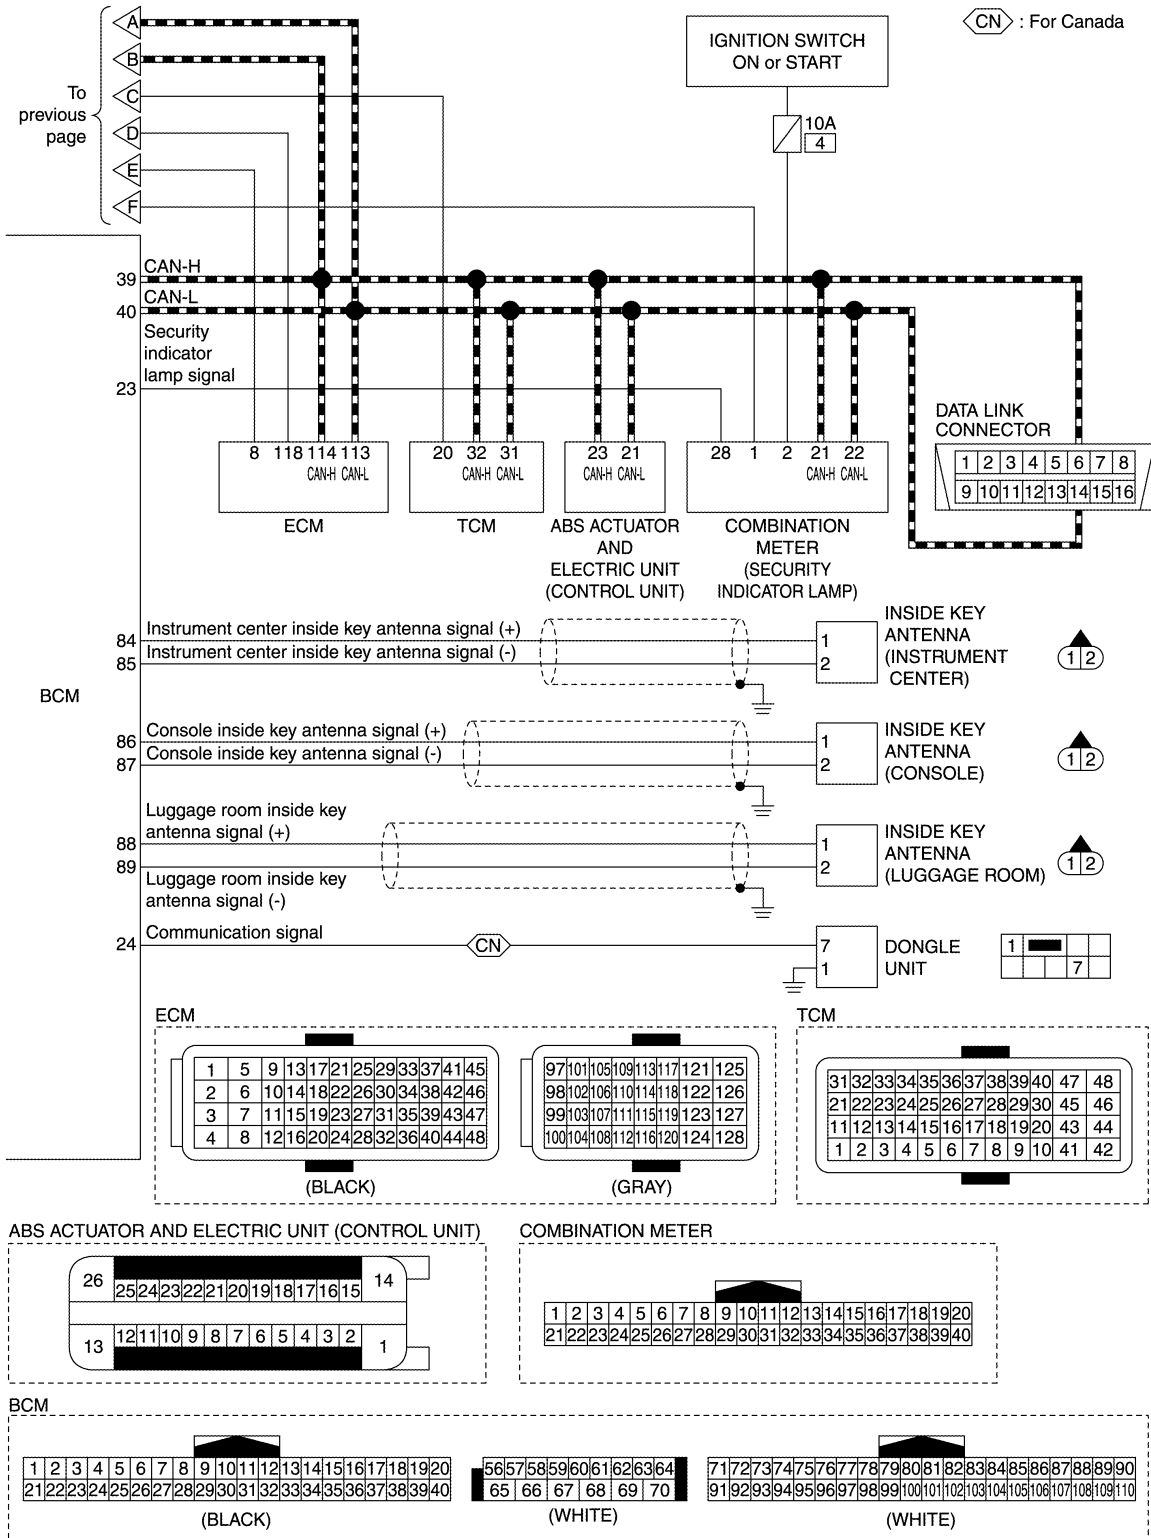 A
B
C
D
E
F
To
previous
page
IGNITION SWITCH
ON or START
10A
4
CN : For Canada
39 CAN-H
40 CAN-L
Security
indicator
lamp signal
23
8 118 114 113
CAN-H CAN-L
ECM
20 32 31
CAN-H CAN-L
TCM
23 21
CAN-H CAN-L
ABS ACTUATOR
AND
ELECTRIC UNIT
(CONTROL UNIT)
28 1 2 21 22
CAN-H CAN-L
COMBINATION
METER
(SECURITY
INDICATOR LAMP)
DATA LINK
CONNECTOR
1 2 3 4 5 6 7 8
9 10 11 12 13 14 15 16
BCM
84 Instrument center inside key antenna signal (+)
85 Instrument center inside key antenna signal (-)
1
2
INSIDE KEY
ANTENNA
(INSTRUMENT
CENTER)
1 2
86 Console inside key antenna signal (+)
87 Console inside key antenna signal (-)
1
2
INSIDE KEY
ANTENNA
(CONSOLE)
1 2
Luggage room inside key
antenna signal (+)
88
89
Luggage room inside key
antenna signal (-)
1
2
INSIDE KEY
ANTENNA
(LUGGAGE ROOM)
1 2
24 Communication signal
CN
7
1
DONGLE
UNIT
1
7
ECM
1 5 9 13 17 21 25 29 33 37 41 45
2 6 10 14 18 22 26 30 34 38 42 46
3 7 11 15 19 23 27 31 35 39 43 47
4 8 12 16 20 24 28 32 36 40 44 48
(BLACK)
97 101 105 109 113 117 121 125
98 102 106 110 114 118 122 126
99 103 107 111 115 119 123 127
100 104 108 112 116 120 124 128
(GRAY)
TCM
31 32 33 34 35 36 37 38 39 40 47 48
21 22 23 24 25 26 27 28 29 30 45 46
11 12 13 14 15 16 17 18 19 20 43 44
1 2 3 4 5 6 7 8 9 10 41 42
ABS ACTUATOR AND ELECTRIC UNIT (CONTROL UNIT)
26 25 24 23 22 21 20 19 18 17 16 15 14
13 12 11 10 9 8 7 6 5 4 3 2 1
COMBINATION METER
1 2 3 4 5 6 7 8 9 10 11 12 13 14 15 16 17 18 19 20
21 22 23 24 25 26 27 28 29 30 31 32 33 34 35 36 37 38 39 40
BCM
1 2 3 4 5 6 7 8 9 10 11 12 13 14 15 16 17 18 19 20
21 22 23 24 25 26 27 28 29 30 31 32 33 34 35 36 37 38 39 40
(BLACK)
56 57 58 59 60 61 62 63 64
65 66 67 68 69 70
(WHITE)
71 72 73 74 75 76 77 78 79 80 81 82 83 84 85 86 87 88 89 90
91 92 93 94 95 96 97 98 99 100 101 102 103 104 105 106 107 108 109 110
(WHITE)